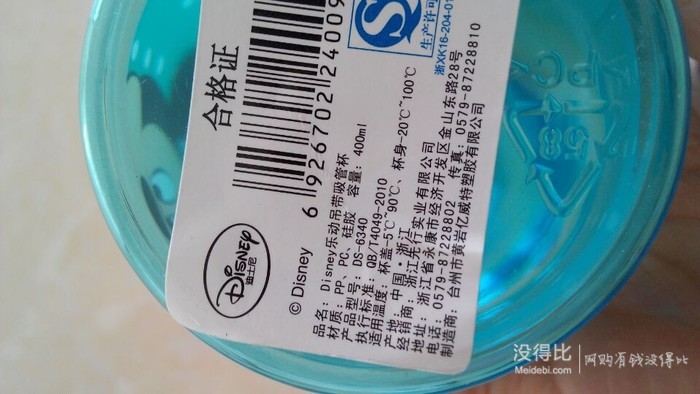 合格证
6 926702 24009
生产许可
浙XK16-204-01
Disney
迪士尼
© Disney
品名：Disney乐动吊带吸管杯
材质：PP、PC、硅胶 容量：400ml
产品型号：DS-6340
执行标准：QB/T4049-2010
适用温度：杯盖-5℃~90℃、杯身-20℃~100℃
产地：中国·浙江
经销商：浙江先行实业有限公司
地址：浙江省永康市经济开发区金山东路28号
电话：0579-87228802 传真：0579-87228810
制造商：台州市黄岩亿威特塑胶有限公司
58
没得比
Meidebi.com
网购有钱没得比